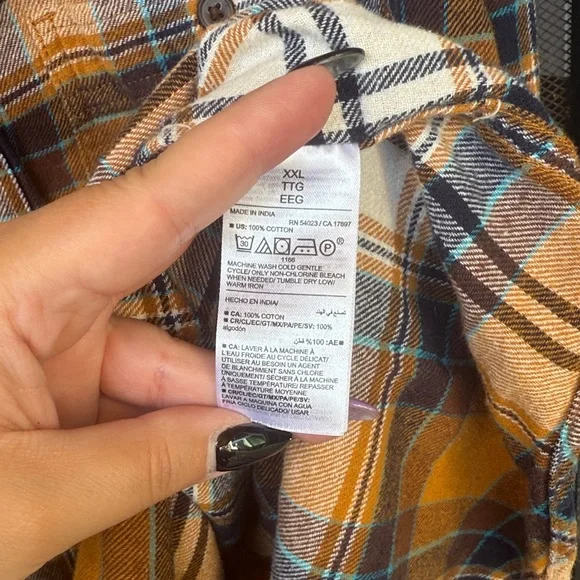 XXL
TTG
EEG
MADE IN INDIA
RN 54023 / CA 17897
■ US: 100% COTTON
30 P ®
1166
MACHINE WASH COLD GENTLE
CYCLE/ ONLY NON-CHLORINE BLEACH
WHEN NEEDED/ TUMBLE DRY LOW/
WARM IRON
HECHO EN INDIA/
صنع في الهند
■ CA: 100% COTTON
■ CR/CL/EC/GT/MX/PA/PE/SV: 100%
algodón
■ AE: %100 قطن
■ CA: LAVER À LA MACHINE À
L'EAU FROIDE AU CYCLE DÉLICAT/
UTILISER AU BESOIN UN AGENT
DE BLANCHIMENT SANS CHLORE
UNIQUEMENT/ SÉCHER À LA MACHINE
À BASSE TEMPÉRATURE/ REPASSER
À TEMPÉRATURE MOYENNE
■ CR/CL/EC/GT/MX/PA/PE/SV:
LAVAR A MAQUINA CON AGUA
FRIA CICLO DELICADO/ USAR